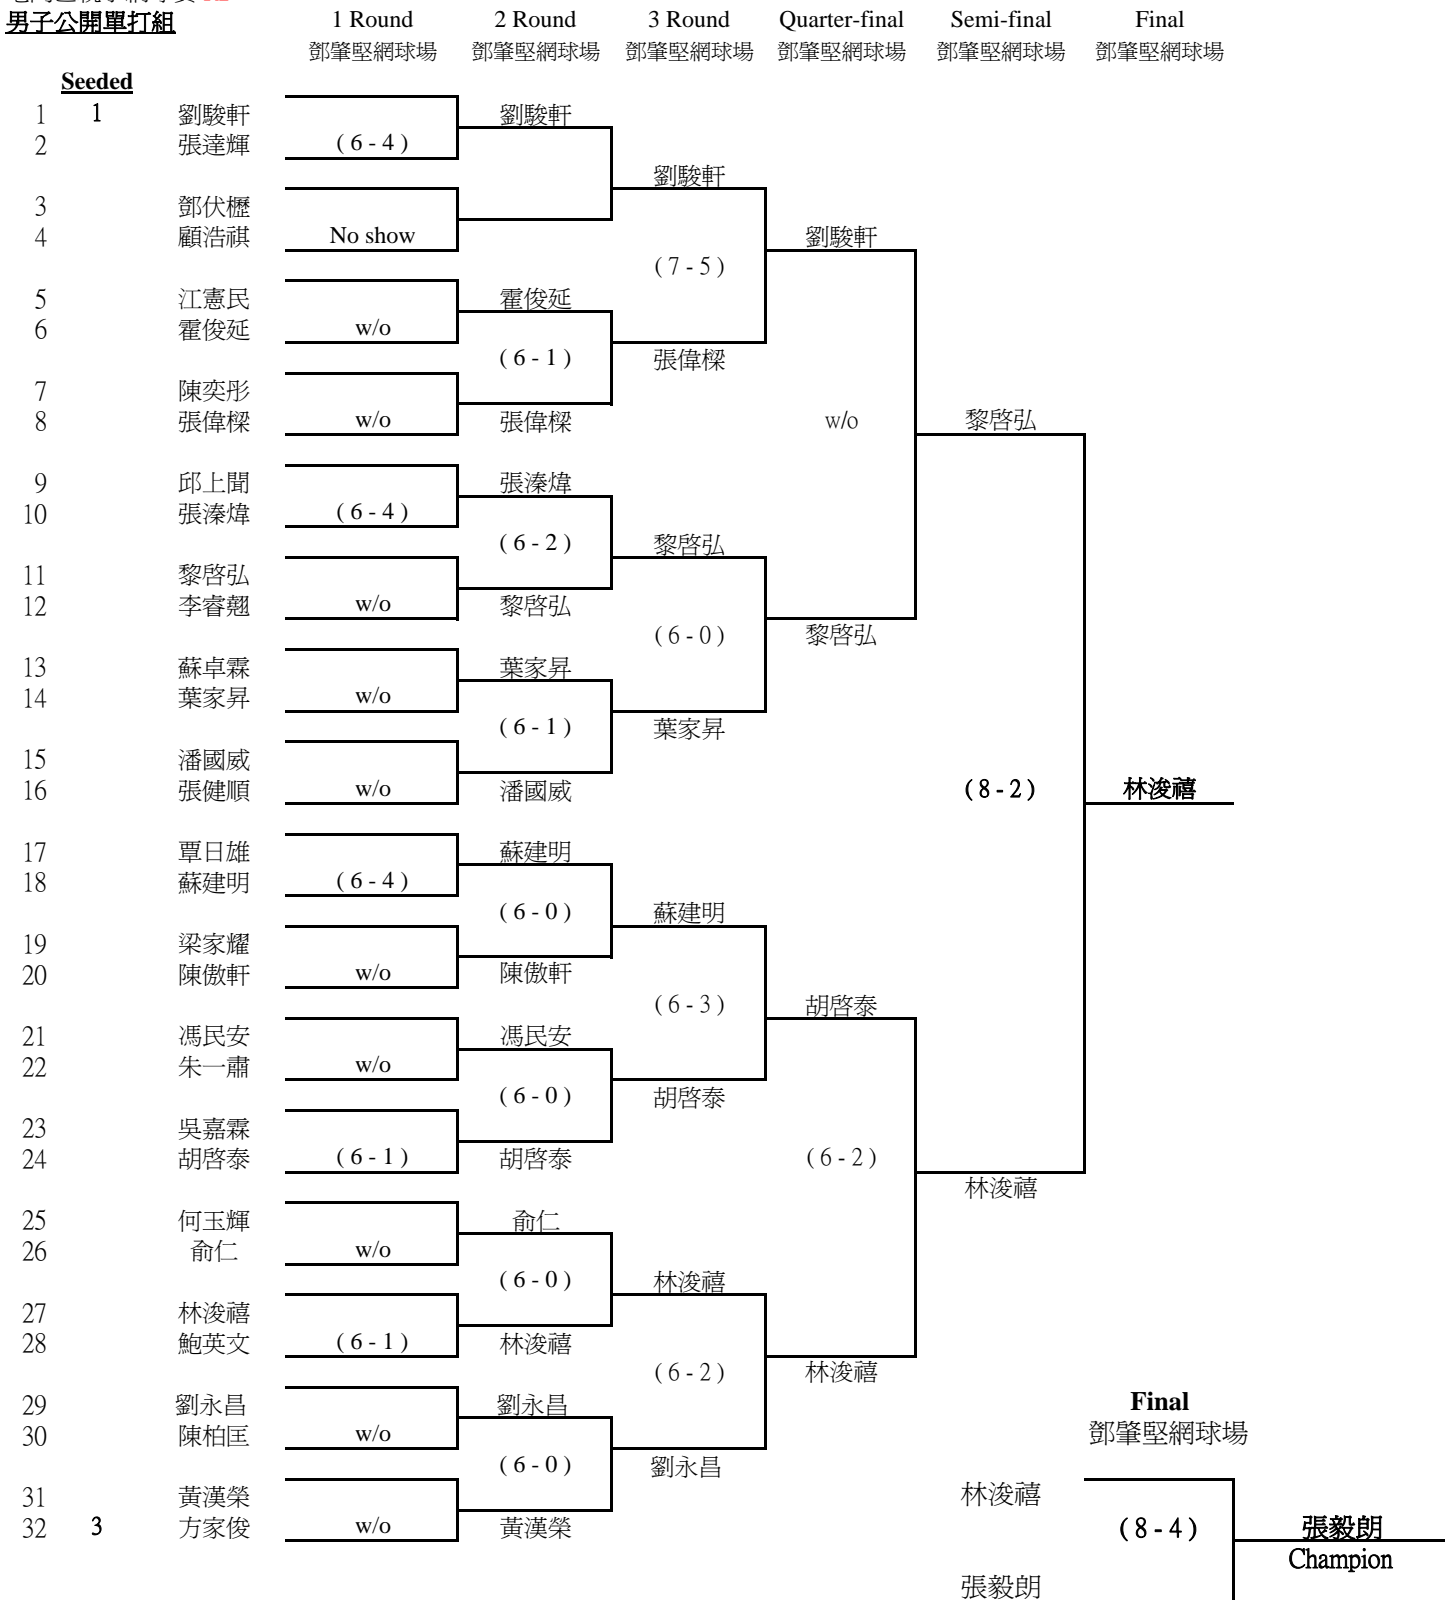 男子公開單打組 1 Round 2 Round 3 Round Quarter-final Semi-final Final
鄧肇堅網球場 鄧肇堅網球場 鄧肇堅網球場 鄧肇堅網球場 鄧肇堅網球場 鄧肇堅網球場
Seeded
1 1 劉駿軒 劉駿軒
2 張達輝 ( 6 - 4 )
劉駿軒
3 鄧伏櫪
4 顧浩祺 No show 劉駿軒
( 7 - 5 )
5 江憲民 霍俊延
6 霍俊延 w/o
( 6 - 1 ) 張偉樑
7 陳奕彤
8 張偉樑 w/o 張偉樑 w/o 黎啓弘
9 邱上聞 張溱煒
10 張溱煒 ( 6 - 4 )
( 6 - 2 ) 黎啓弘
11 黎啓弘
12 李睿翹 w/o 黎啓弘
( 6 - 0 ) 黎啓弘
13 蘇卓霖 葉家昇
14 葉家昇 w/o
( 6 - 1 ) 葉家昇
15 潘國威
16 張健順 w/o 潘國威 ( 8 - 2 ) 林浚禧
17 覃日雄 蘇建明
18 蘇建明 ( 6 - 4 )
( 6 - 0 ) 蘇建明
19 梁家耀
20 陳傲軒 w/o 陳傲軒
( 6 - 3 ) 胡啓泰
21 馮民安 馮民安
22 朱一肅 w/o
( 6 - 0 ) 胡啓泰
23 吳嘉霖
24 胡啓泰 ( 6 - 1 ) 胡啓泰 ( 6 - 2 )
林浚禧
25 何玉輝 俞仁
26 俞仁 w/o
( 6 - 0 ) 林浚禧
27 林浚禧
28 鮑英文 ( 6 - 1 ) 林浚禧
( 6 - 2 ) 林浚禧
29 劉永昌 劉永昌 Final
30 陳柏匡 w/o 鄧肇堅網球場
( 6 - 0 ) 劉永昌
31 黃漢榮 林浚禧
32 3 方家俊 w/o 黃漢榮 ( 8 - 4 ) 張毅朗
Champion
張毅朗